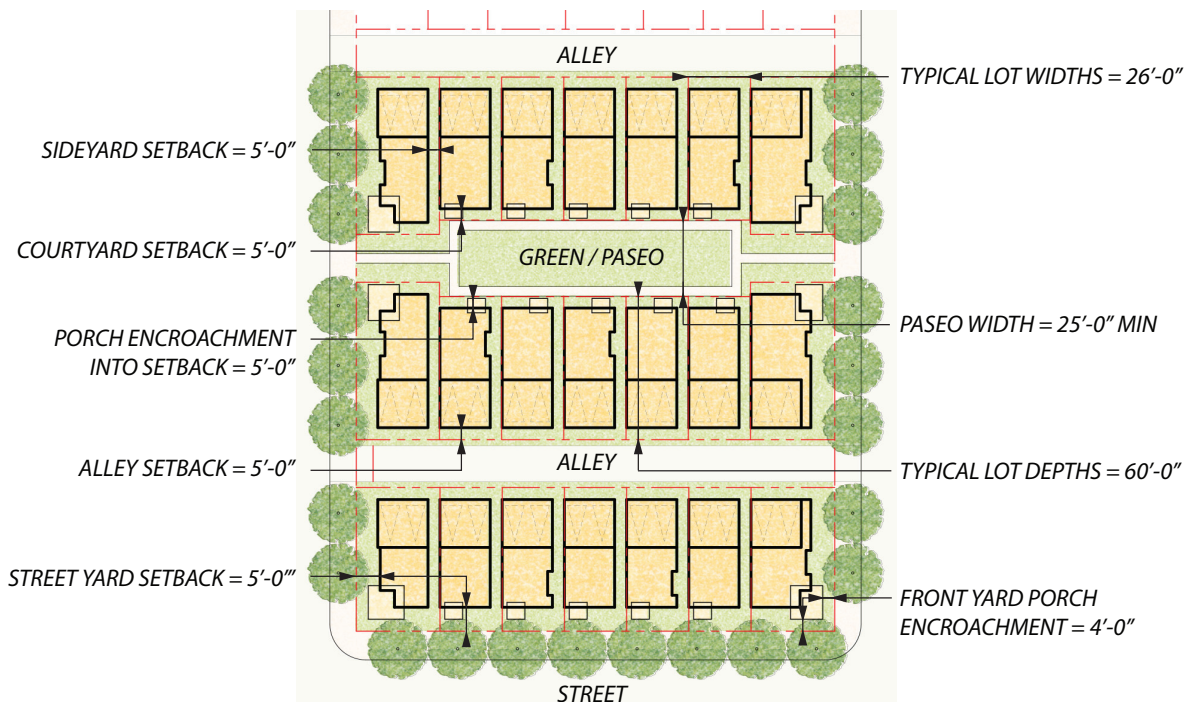 ALLEY
TYPICAL LOT WIDTHS = 26’-0”
SIDEYARD SETBACK = 5’-0”
COURTYARD SETBACK = 5’-0”
GREEN / PASEO
PORCH ENCROACHMENT
INTO SETBACK = 5’-0”
PASEO WIDTH = 25’-0” MIN
ALLEY SETBACK = 5’-0”
ALLEY
TYPICAL LOT DEPTHS = 60’-0”
STREET YARD SETBACK = 5’-0”’
FRONT YARD PORCH
ENCROACHMENT = 4’-0”
STREET